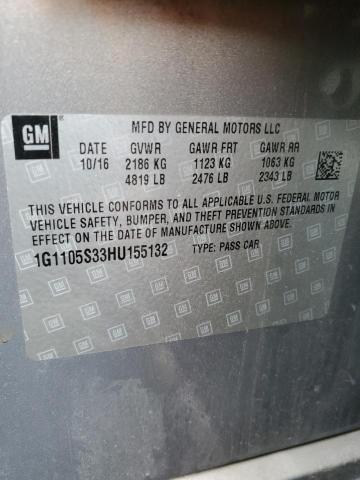 GM
MFD BY GENERAL MOTORS LLC
DATE GVWR GAWR FRT GAWR RR
10/16 2186 KG 1123 KG 1063 KG
4819 LB 2476 LB 2343 LB
THIS VEHICLE CONFORMS TO ALL APPLICABLE U.S. FEDERAL MOTOR
VEHICLE SAFETY, BUMPER, AND THEFT PREVENTION STANDARDS IN
EFFECT ON THE DATE OF MANUFACTURE SHOWN ABOVE.
1G1105S33HU155132 TYPE: PASS CAR